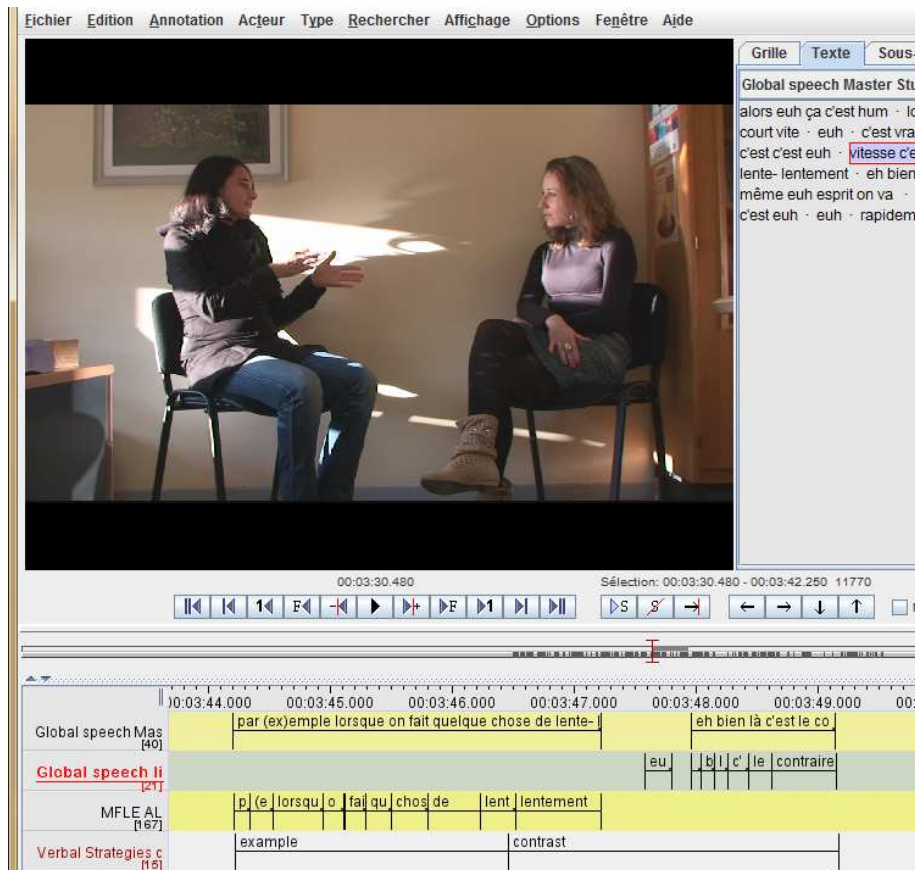 Fichier Edition Annotation Acteur Type Rechercher Affichage Options Fenêtre Aide
Grille Texte Sous-
Global speech Master Stu
alors euh ça c'est hum · lo
court vite · euh · c'est vra
c'est c'est euh · vitesse c'e
lente- lentement · eh bien
même euh esprit on va ·
c'est euh · euh · rapidem
00:03:30.480 Sélection: 00:03:30.480 - 00:03:42.250 11770
1 F + F 1 S S
00:03:44.000 00:03:45.000 00:03:46.000 00:03:47.000 00:03:48.000 00:03:49.000 00:
Global speech Mas par (ex)emple lorsque on fait quelque chose de lente- l eh bien là c'est le co
[40]
Global speech li eu b l c' le contraire
[21]
MFLE AL p (e lorsqu o fai qu chos de lent lentement
[167]
Verbal Strategies c example contrast
[15]